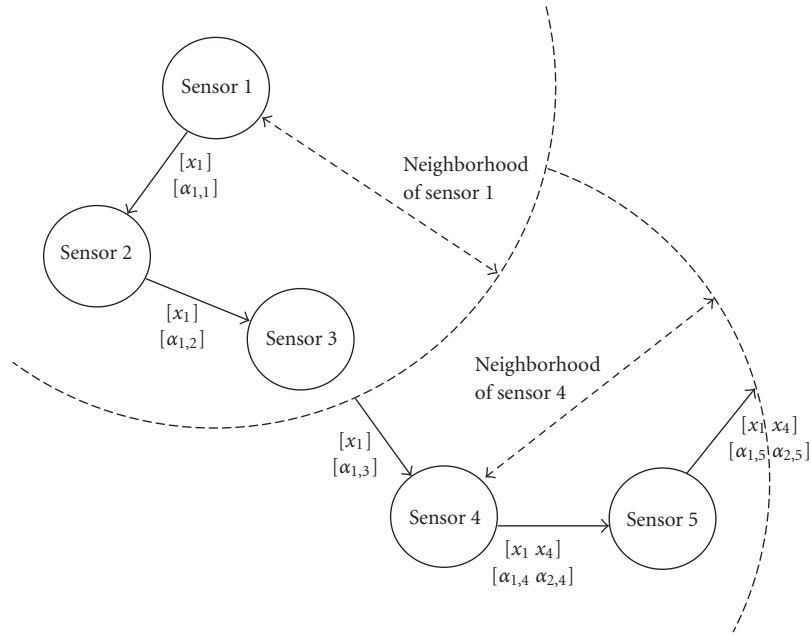 Sensor 1
[x₁]
[α₁,₁]
Neighborhood
of sensor 1
Sensor 2
[x₁]
[α₁,₂]
Sensor 3
Neighborhood
of sensor 4
[x₁]
[α₁,₃]
[x₁ x₄]
[α₁,₅ α₂,₅]
Sensor 4
Sensor 5
[x₁ x₄]
[α₁,₄ α₂,₄]